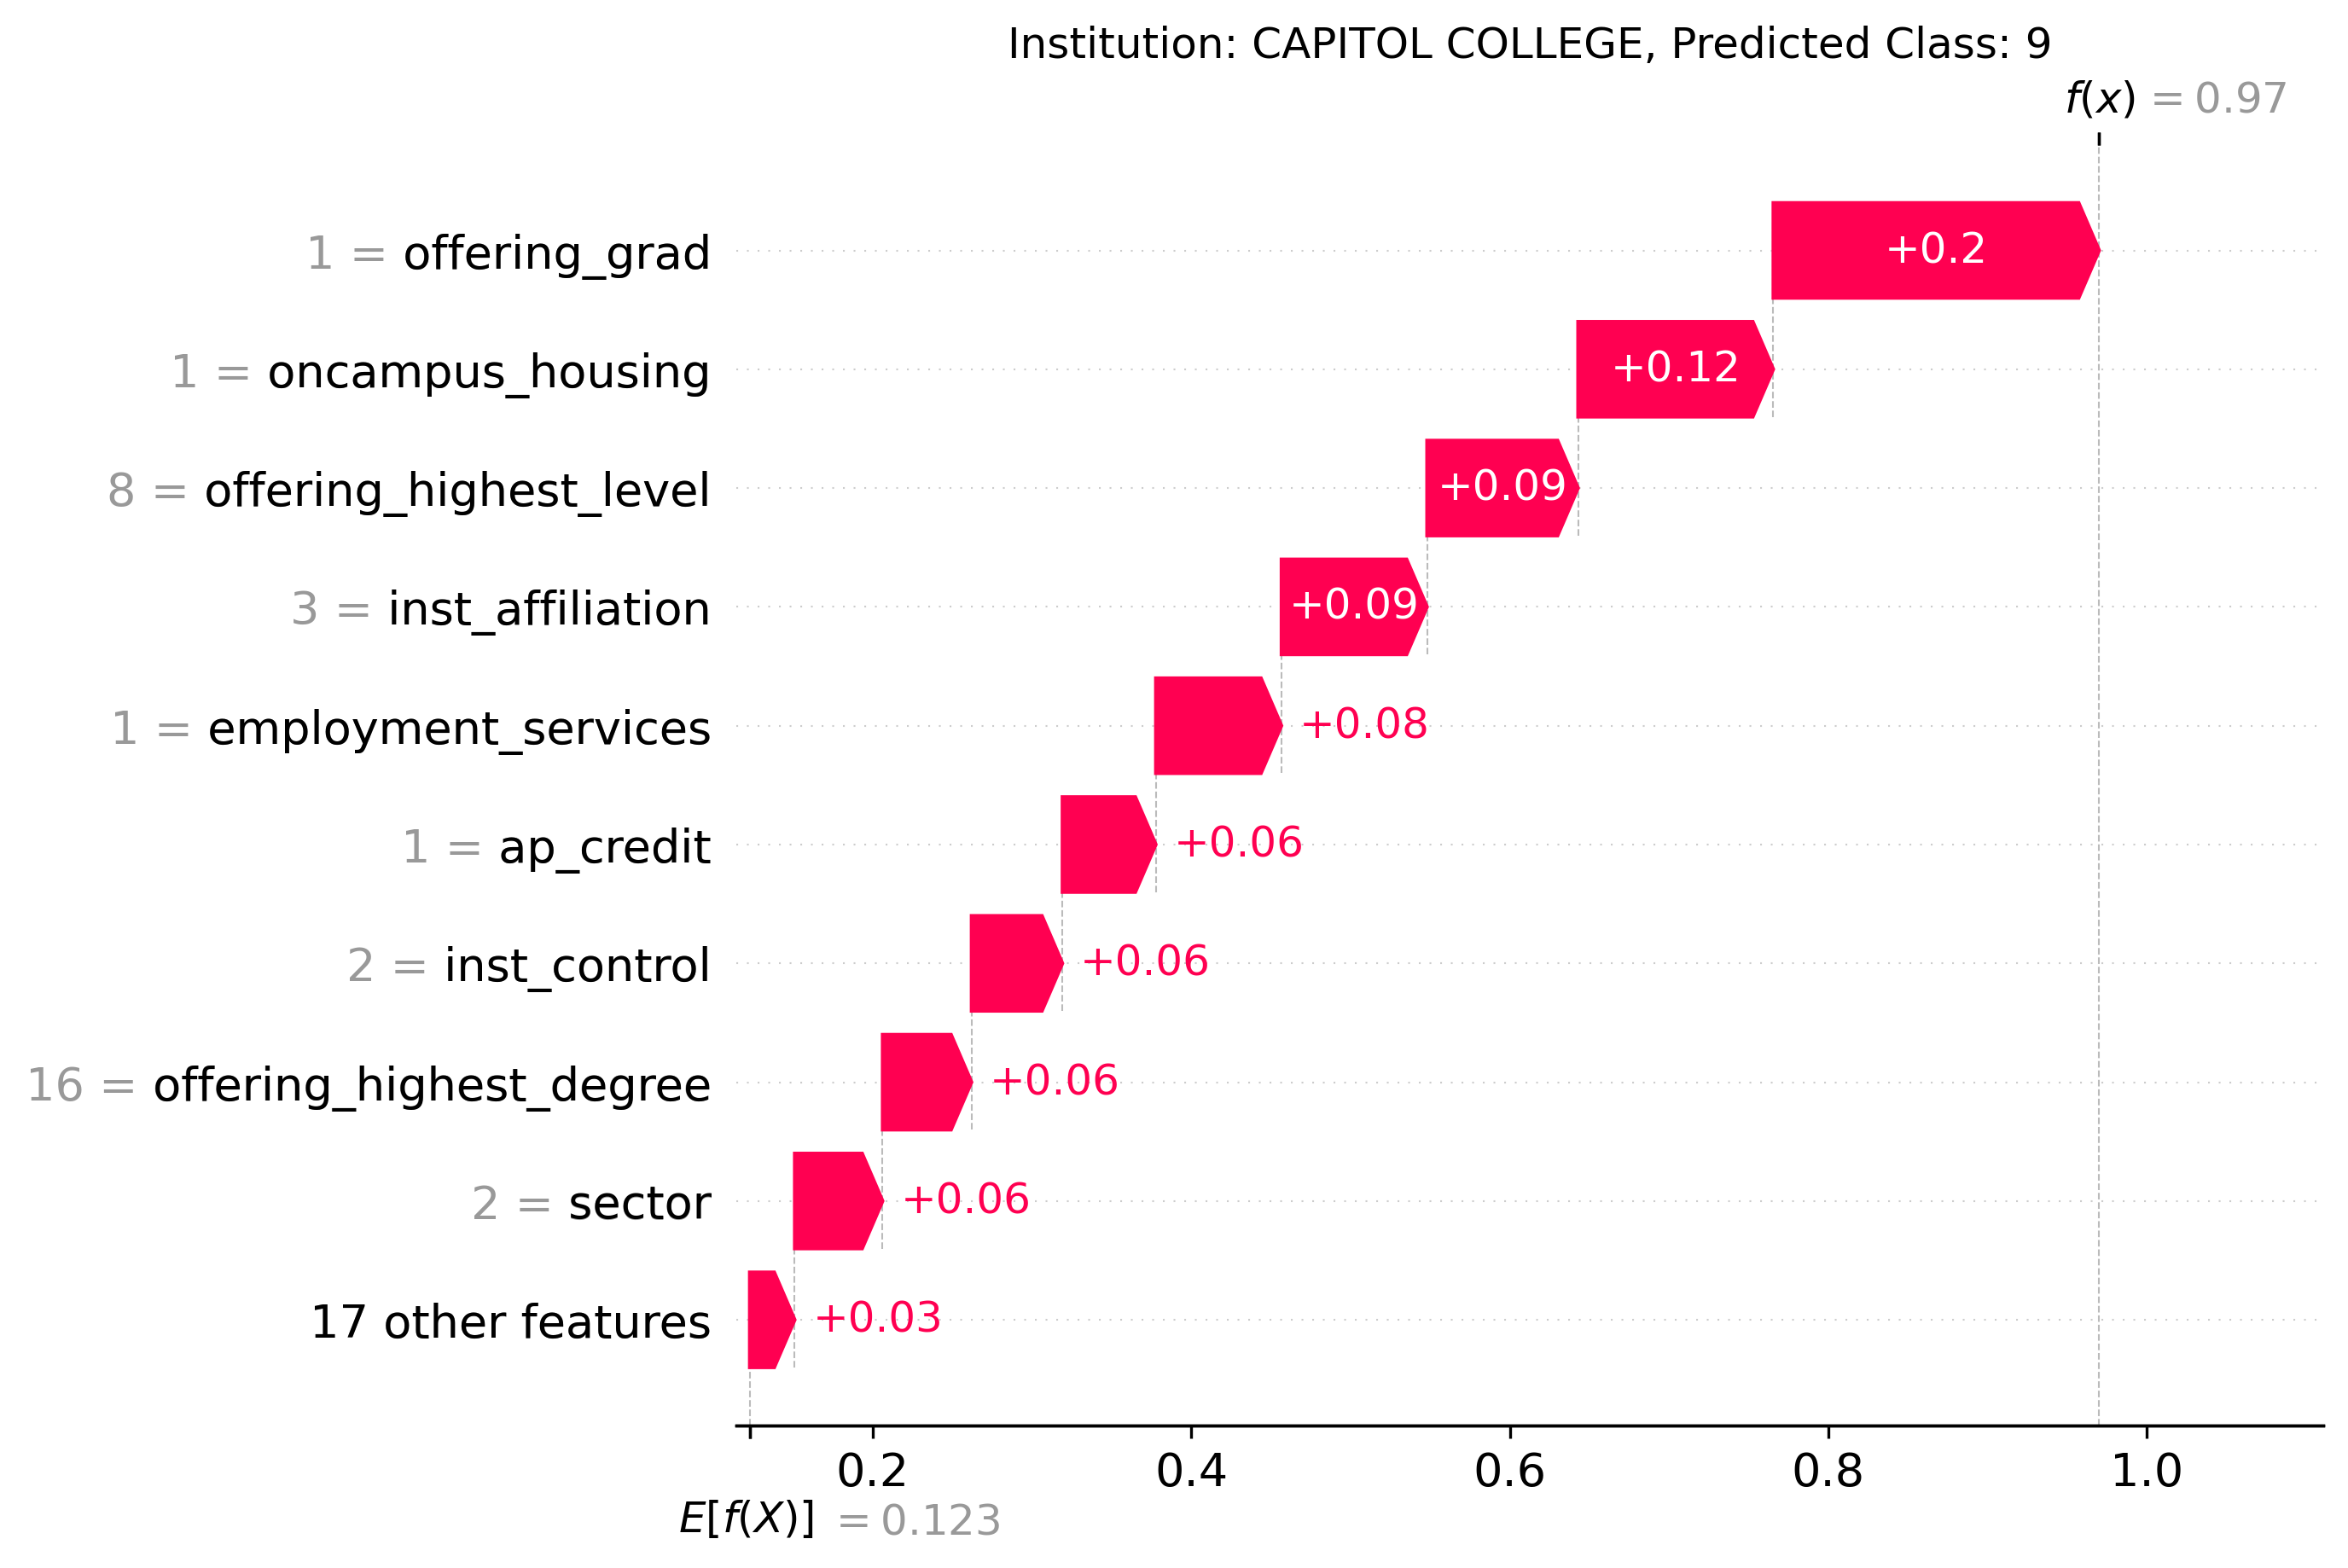 Institution: CAPITOL COLLEGE, Predicted Class: 9
f(x) = 0.97
1 = offering_grad +0.2
1 = oncampus_housing +0.12
8 = offering_highest_level +0.09
3 = inst_affiliation +0.09
1 = employment_services +0.08
1 = ap_credit +0.06
2 = inst_control +0.06
16 = offering_highest_degree +0.06
2 = sector +0.06
17 other features +0.03
0.2 0.4 0.6 0.8 1.0
E[f(X)] = 0.123